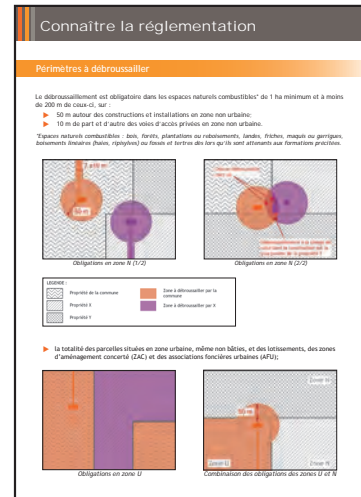 Connaître la réglementation
Périmètres à débroussailler
Le débroussaillement est obligatoire dans les espaces naturels combustibles* de 1 ha minimum et à moins
de 200 m de ceux-ci, sur :
50 m autour des constructions et installations en zone non urbaine;
10 m de part et d'autre des voies d'accès privées en zone non urbaine.
*Espaces naturels combustibles : bois, forêts, plantations ou reboisements, landes, friches, maquis ou garrigues,
boisements linéaires (haies, ripisylves) ou fossés et tertres dès lors qu'ils sont attenants aux formations précitées.
50 m
Obligations en zone N (1/2)
Obligations en zone N (2/2)
LEGENDE :
Propriété de la commune
Propriété X
Propriété Y
Zone à débroussailler par la
commune
Zone à débroussailler par X
la totalité des parcelles situées en zone urbaine, même non bâties, et des lotissements, des zones
d'aménagement concerté (ZAC) et des associations foncières urbaines (AFU);
Obligations en zone U
50 m
Zone N
Zone U
Zone N
Combinaison des obligations des zones U et N